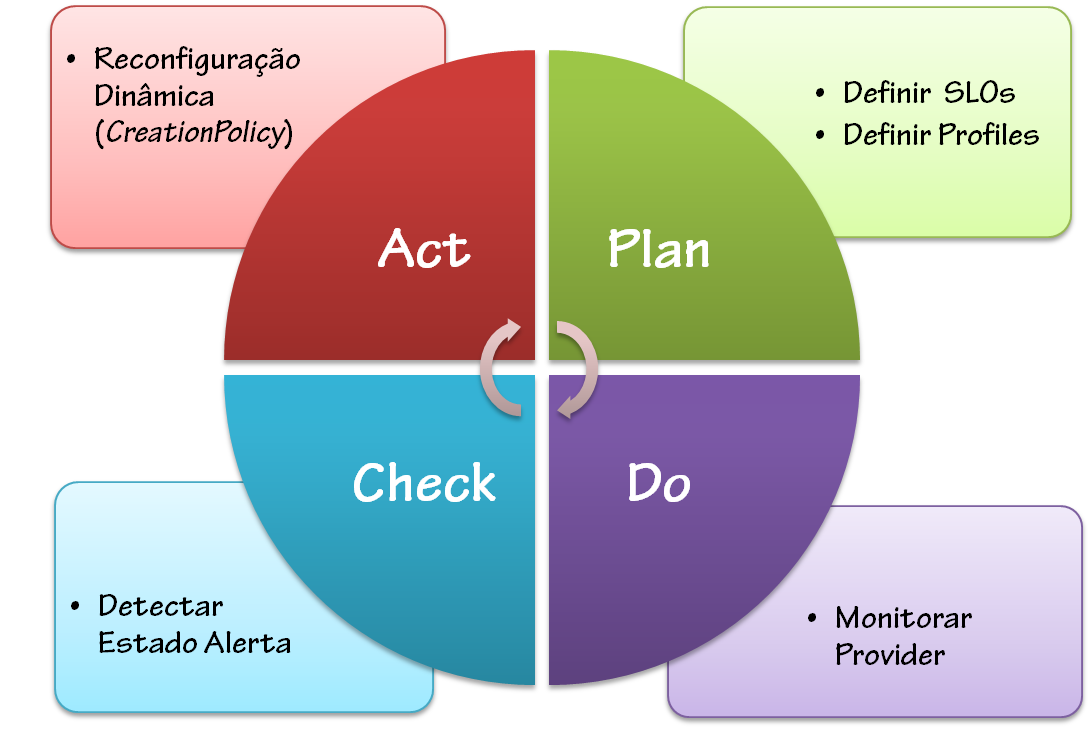 • Reconfiguração
Dinâmica
(CreationPolicy)
• Definir SLOs
• Definir Profiles
Act
Plan
Check
Do
• Detectar
Estado Alerta
• Monitorar
Provider